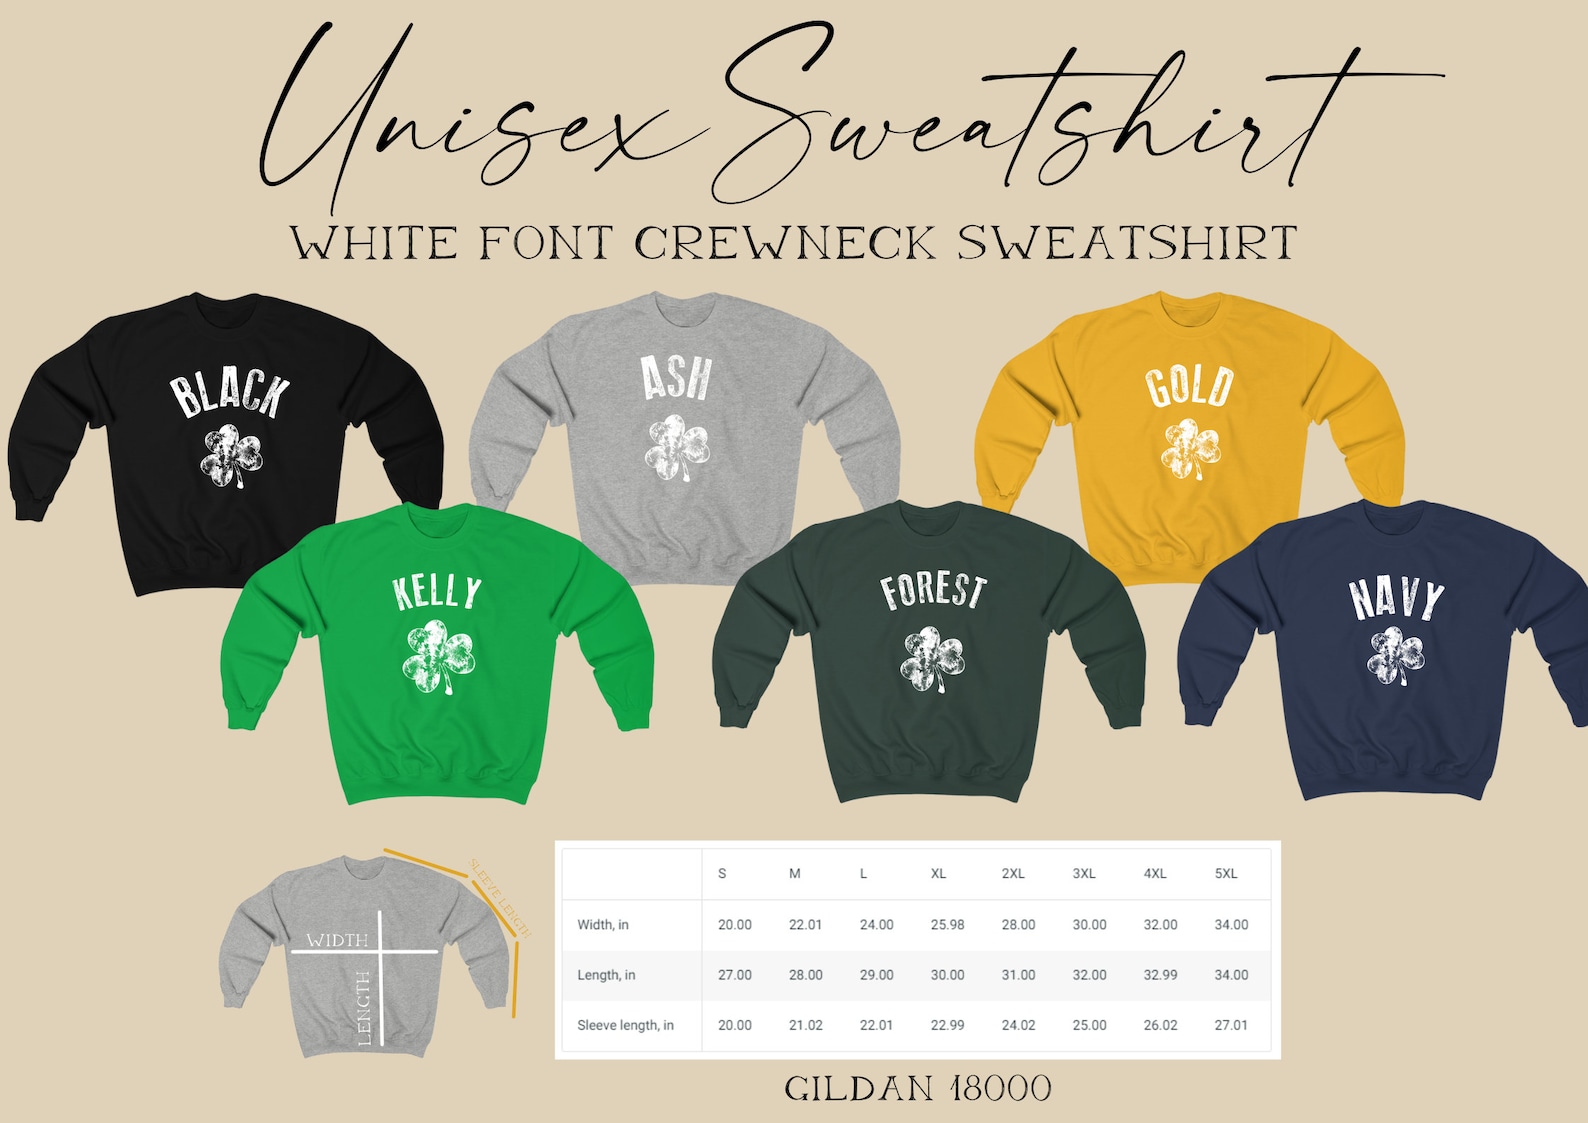 Unisex Sweatshirt
WHITE FONT CREWNECK SWEATSHIRT
BLACK
ASH
GOLD
KELLY
FOREST
NAVY
WIDTH
LENGTH
SLEEVE LENGTH
S M L XL 2XL 3XL 4XL 5XL
Width, in 20.00 22.01 24.00 25.98 28.00 30.00 32.00 34.00
Length, in 27.00 28.00 29.00 30.00 31.00 32.00 32.99 34.00
Sleeve length, in 20.00 21.02 22.01 22.99 24.02 25.00 26.02 27.01
GILDAN 18000